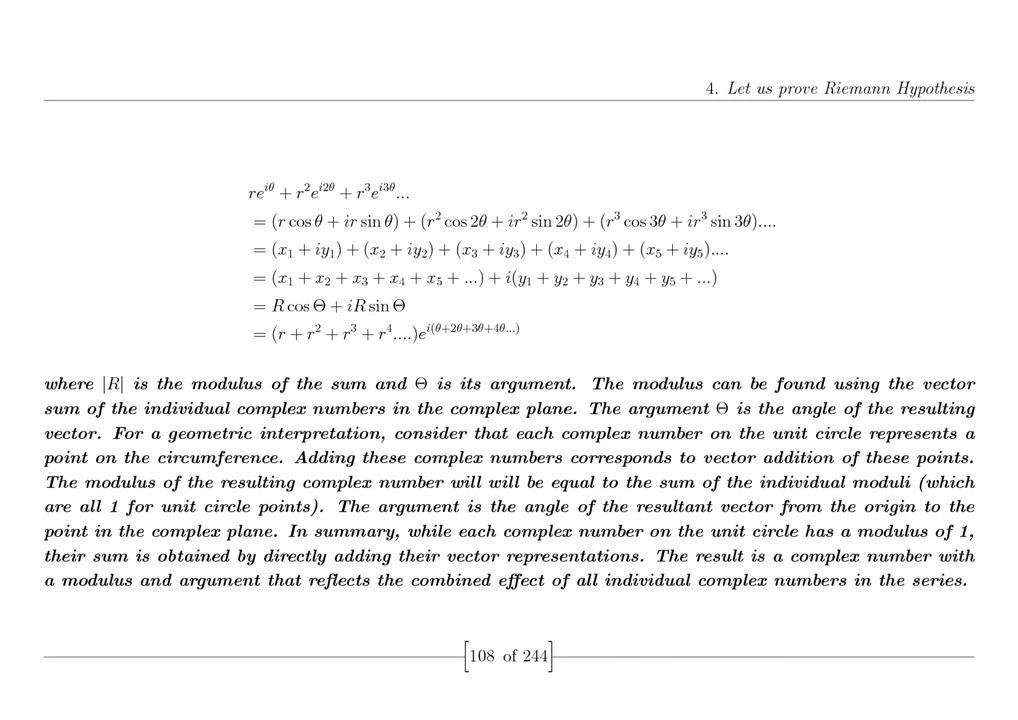 4. Let us prove Riemann Hypothesis
re^{iθ} + r^2e^{i2θ} + r^3e^{i3θ}...
= (r cos θ + ir sin θ) + (r^2 cos 2θ + ir^2 sin 2θ) + (r^3 cos 3θ + ir^3 sin 3θ)....
= (x_1 + iy_1) + (x_2 + iy_2) + (x_3 + iy_3) + (x_4 + iy_4) + (x_5 + iy_5)....
= (x_1 + x_2 + x_3 + x_4 + x_5 + ...) + i(y_1 + y_2 + y_3 + y_4 + y_5 + ...)
= R cos Θ + iR sin Θ
= (r + r^2 + r^3 + r^4....)e^{i(θ+2θ+3θ+4θ...)}
where |R| is the modulus of the sum and Θ is its argument. The modulus can be found using the vector
sum of the individual complex numbers in the complex plane. The argument Θ is the angle of the resulting
vector. For a geometric interpretation, consider that each complex number on the unit circle represents a
point on the circumference. Adding these complex numbers corresponds to vector addition of these points.
The modulus of the resulting complex number will will be equal to the sum of the individual moduli (which
are all 1 for unit circle points). The argument is the angle of the resultant vector from the origin to the
point in the complex plane. In summary, while each complex number on the unit circle has a modulus of 1,
their sum is obtained by directly adding their vector representations. The result is a complex number with
a modulus and argument that reflects the combined effect of all individual complex numbers in the series.
[108 of 244]